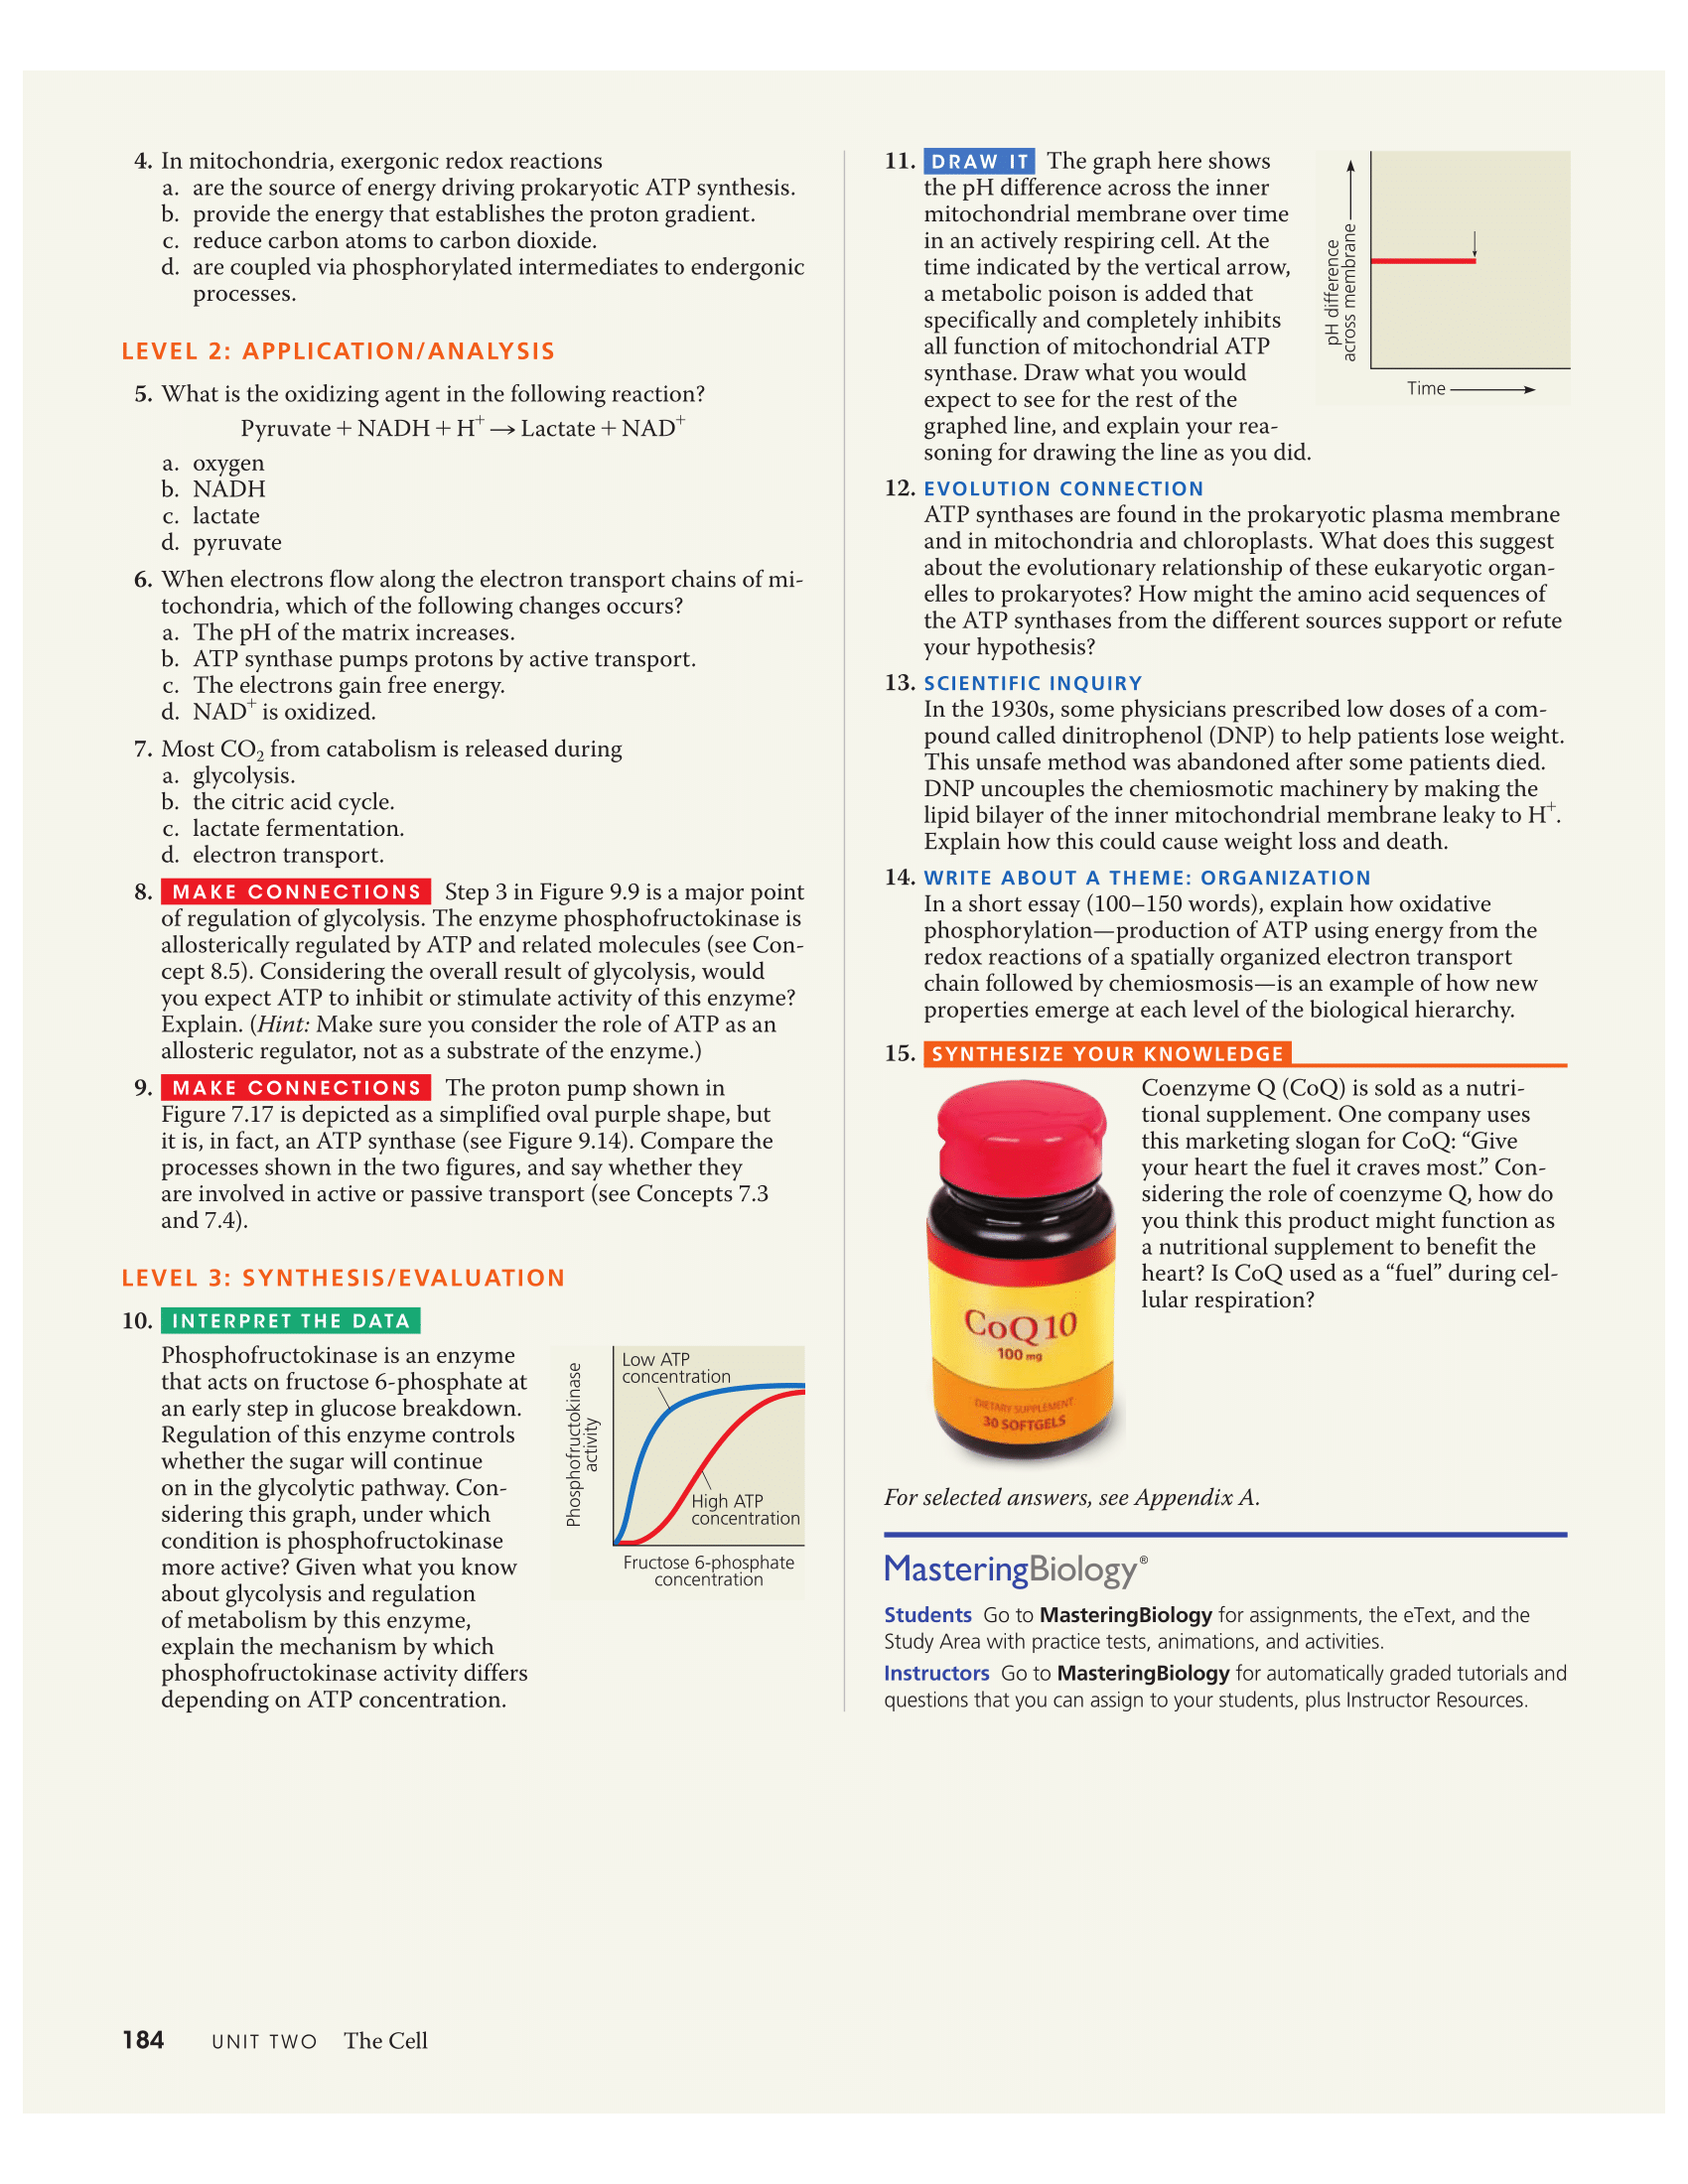 4. In mitochondria, exergonic redox reactions
a. are the source of energy driving prokaryotic ATP synthesis.
b. provide the energy that establishes the proton gradient.
c. reduce carbon atoms to carbon dioxide.
d. are coupled via phosphorylated intermediates to endergonic
processes.
LEVEL 2: APPLICATION/ANALYSIS
5. What is the oxidizing agent in the following reaction?
Pyruvate + NADH + H⁺ → Lactate + NAD⁺
a. oxygen
b. NADH
c. lactate
d. pyruvate
6. When electrons flow along the electron transport chains of mi-
tochondria, which of the following changes occurs?
a. The pH of the matrix increases.
b. ATP synthase pumps protons by active transport.
c. The electrons gain free energy.
d. NAD⁺ is oxidized.
7. Most CO₂ from catabolism is released during
a. glycolysis.
b. the citric acid cycle.
c. lactate fermentation.
d. electron transport.
8. MAKE CONNECTIONS Step 3 in Figure 9.9 is a major point
of regulation of glycolysis. The enzyme phosphofructokinase is
allosterically regulated by ATP and related molecules (see Con-
cept 8.5). Considering the overall result of glycolysis, would
you expect ATP to inhibit or stimulate activity of this enzyme?
Explain. (Hint: Make sure you consider the role of ATP as an
allosteric regulator, not as a substrate of the enzyme.)
9. MAKE CONNECTIONS The proton pump shown in
Figure 7.17 is depicted as a simplified oval purple shape, but
it is, in fact, an ATP synthase (see Figure 9.14). Compare the
processes shown in the two figures, and say whether they
are involved in active or passive transport (see Concepts 7.3
and 7.4).
LEVEL 3: SYNTHESIS/EVALUATION
10. INTERPRET THE DATA
Phosphofructokinase is an enzyme
that acts on fructose 6-phosphate at
an early step in glucose breakdown.
Regulation of this enzyme controls
whether the sugar will continue
on in the glycolytic pathway. Con-
sidering this graph, under which
condition is phosphofructokinase
more active? Given what you know
about glycolysis and regulation
of metabolism by this enzyme,
explain the mechanism by which
phosphofructokinase activity differs
depending on ATP concentration.
Phosphofructokinase
activity
Low ATP
concentration
High ATP
concentration
Fructose 6-phosphate
concentration
11. DRAW IT The graph here shows
the pH difference across the inner
mitochondrial membrane over time
in an actively respiring cell. At the
time indicated by the vertical arrow,
a metabolic poison is added that
specifically and completely inhibits
all function of mitochondrial ATP
synthase. Draw what you would
expect to see for the rest of the
graphed line, and explain your rea-
soning for drawing the line as you did.
pH difference
across membrane
Time
12. EVOLUTION CONNECTION
ATP synthases are found in the prokaryotic plasma membrane
and in mitochondria and chloroplasts. What does this suggest
about the evolutionary relationship of these eukaryotic organ-
elles to prokaryotes? How might the amino acid sequences of
the ATP synthases from the different sources support or refute
your hypothesis?
13. SCIENTIFIC INQUIRY
In the 1930s, some physicians prescribed low doses of a com-
pound called dinitrophenol (DNP) to help patients lose weight.
This unsafe method was abandoned after some patients died.
DNP uncouples the chemiosmotic machinery by making the
lipid bilayer of the inner mitochondrial membrane leaky to H⁺.
Explain how this could cause weight loss and death.
14. WRITE ABOUT A THEME: ORGANIZATION
In a short essay (100–150 words), explain how oxidative
phosphorylation—production of ATP using energy from the
redox reactions of a spatially organized electron transport
chain followed by chemiosmosis—is an example of how new
properties emerge at each level of the biological hierarchy.
15. SYNTHESIZE YOUR KNOWLEDGE
Coenzyme Q (CoQ) is sold as a nutri-
tional supplement. One company uses
this marketing slogan for CoQ: “Give
your heart the fuel it craves most.” Con-
sidering the role of coenzyme Q, how do
you think this product might function as
a nutritional supplement to benefit the
heart? Is CoQ used as a “fuel” during cel-
lular respiration?
CoQ10
100 mg
DIETARY SUPPLEMENT
30 SOFTGELS
For selected answers, see Appendix A.
MasteringBiology®
Students Go to MasteringBiology for assignments, the eText, and the
Study Area with practice tests, animations, and activities.
Instructors Go to MasteringBiology for automatically graded tutorials and
questions that you can assign to your students, plus Instructor Resources.
184 UNIT TWO The Cell